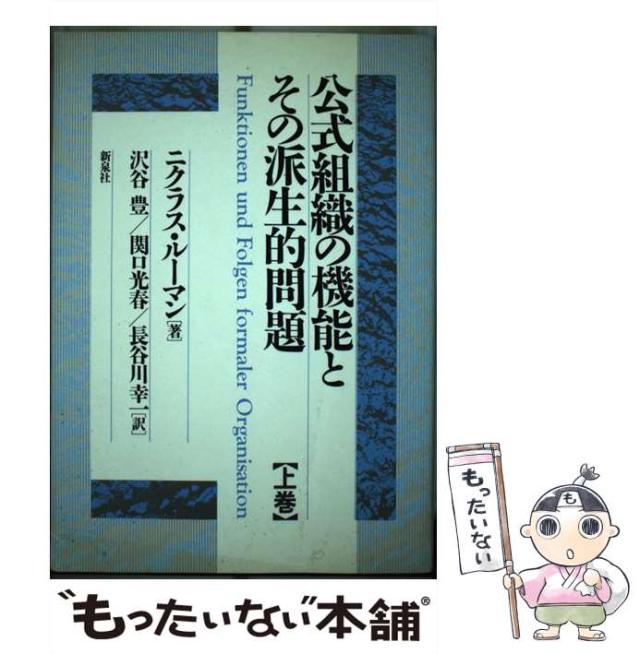 公式組織の機能と
その派生的問題
【上巻】
Funktionen und Folgen formaler Organisation
ニクラス・ルーマン[著]
沢谷 豊/関口光春/長谷川幸一[訳]
新泉社
も
もったいない
"もったいない"本舗®